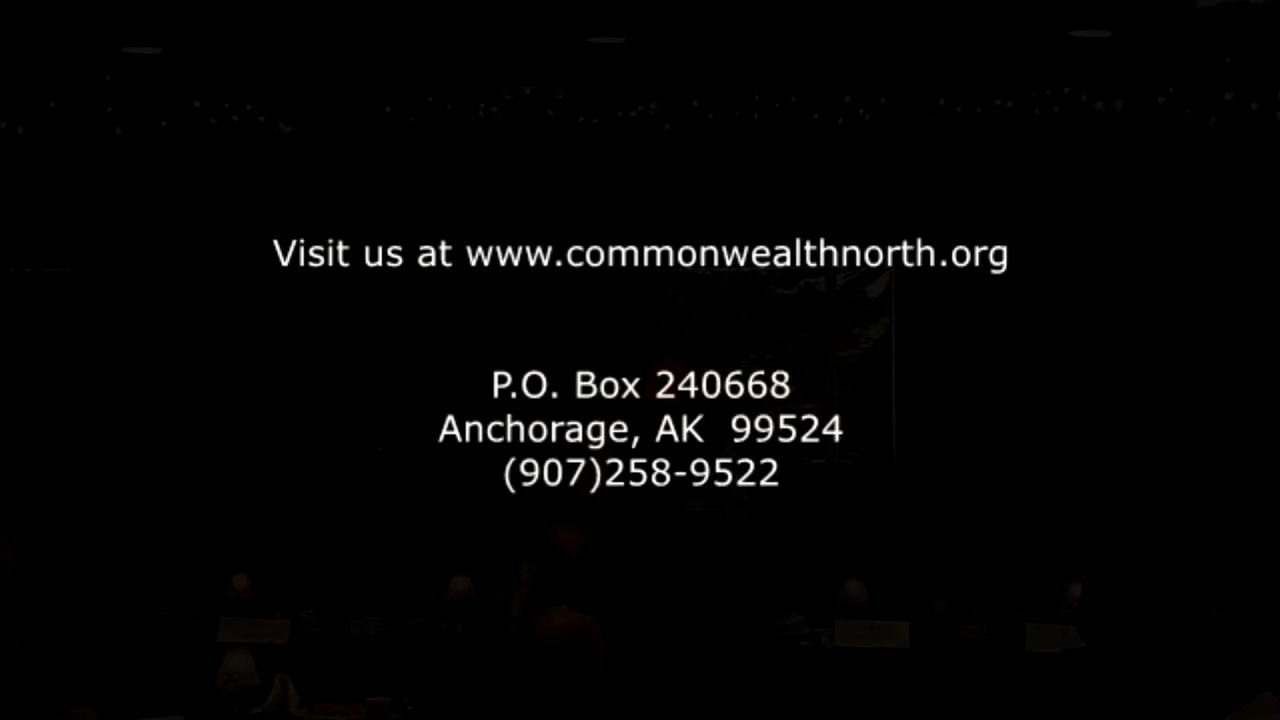 Visit us at www.commonwealthnorth.org
P.O. Box 240668
Anchorage, AK  99524
(907)258-9522